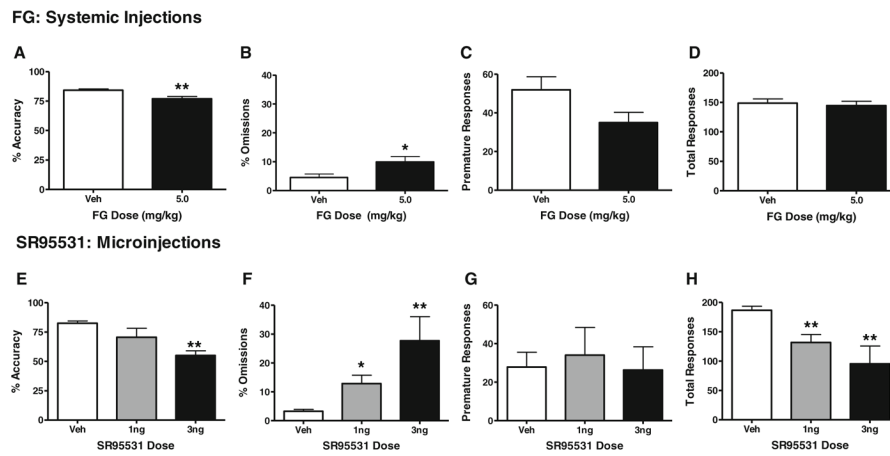 FG: Systemic Injections
A
B
C
D
% Accuracy
100
75
50
25
0
**
Veh
5.0
FG Dose (mg/kg)
% Omissions
40
30
20
10
0
*
Veh
5.0
FG Dose (mg/kg)
Premature Responses
60
40
20
0
Veh
5.0
FG Dose (mg/kg)
Total Responses
200
150
100
50
0
Veh
5.0
FG Dose (mg/kg)
SR95531: Microinjections
E
F
G
H
% Accuracy
100
75
50
25
0
**
Veh
1ng
3ng
SR95531 Dose
% Omissions
40
30
20
10
0
*
**
Veh
1ng
3ng
SR95531 Dose
Premature Responses
60
40
20
0
Veh
1ng
3ng
SR95531 Dose
Total Responses
200
150
100
50
0
**
**
Veh
1ng
3ng
SR95531 Dose